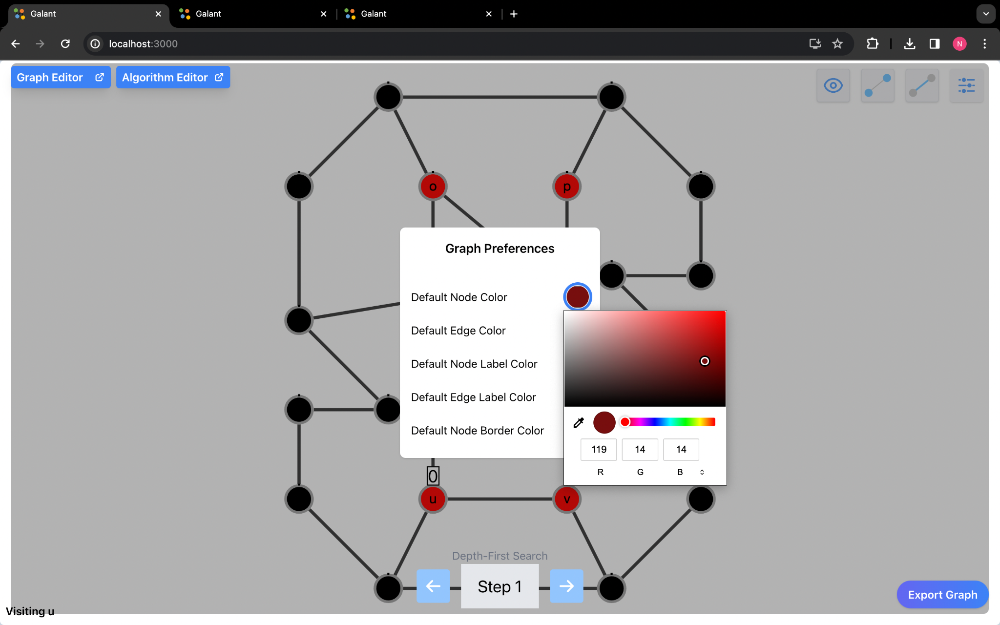 Galant
Galant
Galant
localhost:3000
N
Graph Editor
Algorithm Editor
o
p
Graph Preferences
Default Node Color
Default Edge Color
Default Node Label Color
Default Edge Label Color
Default Node Border Color
119 14 14
R G B
0
u
v
Depth-First Search
Step 1
Export Graph
Visiting u